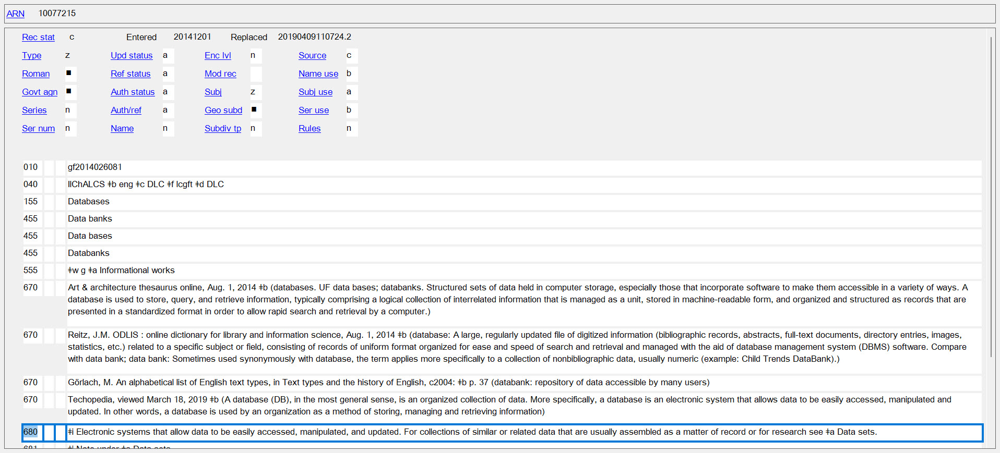 ARN 10077215
Rec stat c Entered 20141201 Replaced 20190409110724.2
Type z Upd status a Enc lvl n Source c
Roman ■ Ref status a Mod rec Name use b
Govt agn ■ Auth status a Subj z Subj use a
Series n Auth/ref a Geo subd ■ Ser use b
Ser num n Name n Subdiv tp n Rules n
010 gf2014026081
040 IlChALCS ‡b eng ‡c DLC ‡f lcgft ‡d DLC
155 Databases
455 Data banks
455 Data bases
455 Databanks
555 ‡w g ‡a Informational works
670 Art & architecture thesaurus online, Aug. 1, 2014 ‡b (databases. UF data bases; databanks. Structured sets of data held in computer storage, especially those that incorporate software to make them accessible in a variety of ways. A
database is used to store, query, and retrieve information, typically comprising a logical collection of interrelated information that is managed as a unit, stored in machine-readable form, and organized and structured as records that are
presented in a standardized format in order to allow rapid search and retrieval by a computer.)
670 Reitz, J.M. ODLIS : online dictionary for library and information science, Aug. 1, 2014 ‡b (database: A large, regularly updated file of digitized information (bibliographic records, abstracts, full-text documents, directory entries, images,
statistics, etc.) related to a specific subject or field, consisting of records of uniform format organized for ease and speed of search and retrieval and managed with the aid of database management system (DBMS) software. Compare
with data bank; data bank: Sometimes used synonymously with database, the term applies more specifically to a collection of nonbibliographic data, usually numeric (example: Child Trends DataBank).)
670 Görlach, M. An alphabetical list of English text types, in Text types and the history of English, c2004: ‡b p. 37 (databank: repository of data accessible by many users)
670 Techopedia, viewed March 18, 2019 ‡b (A database (DB), in the most general sense, is an organized collection of data. More specifically, a database is an electronic system that allows data to be easily accessed, manipulated and
updated. In other words, a database is used by an organization as a method of storing, managing and retrieving information)
680 ‡i Electronic systems that allow data to be easily accessed, manipulated, and updated. For collections of similar or related data that are usually assembled as a matter of record or for research see ‡a Data sets.
681 ‡i Note under ‡a Data sets